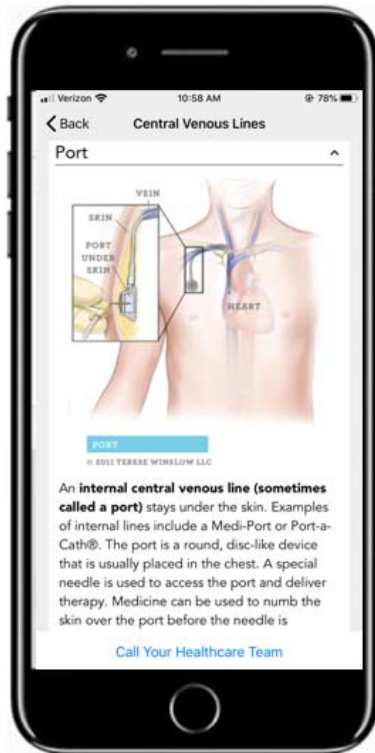 Verizon 10:58 AM 78%
Back Central Venous Lines
Port
VEIN
SKIN
PORT
UNDER
SKIN
HEART
PORT
© 2011 TERESE WINSLOW LLC
An internal central venous line (sometimes
called a port) stays under the skin. Examples
of internal lines include a Medi-Port or Port-a-
Cath®. The port is a round, disc-like device
that is usually placed in the chest. A special
needle is used to access the port and deliver
therapy. Medicine can be used to numb the
skin over the port before the needle is
Call Your Healthcare Team